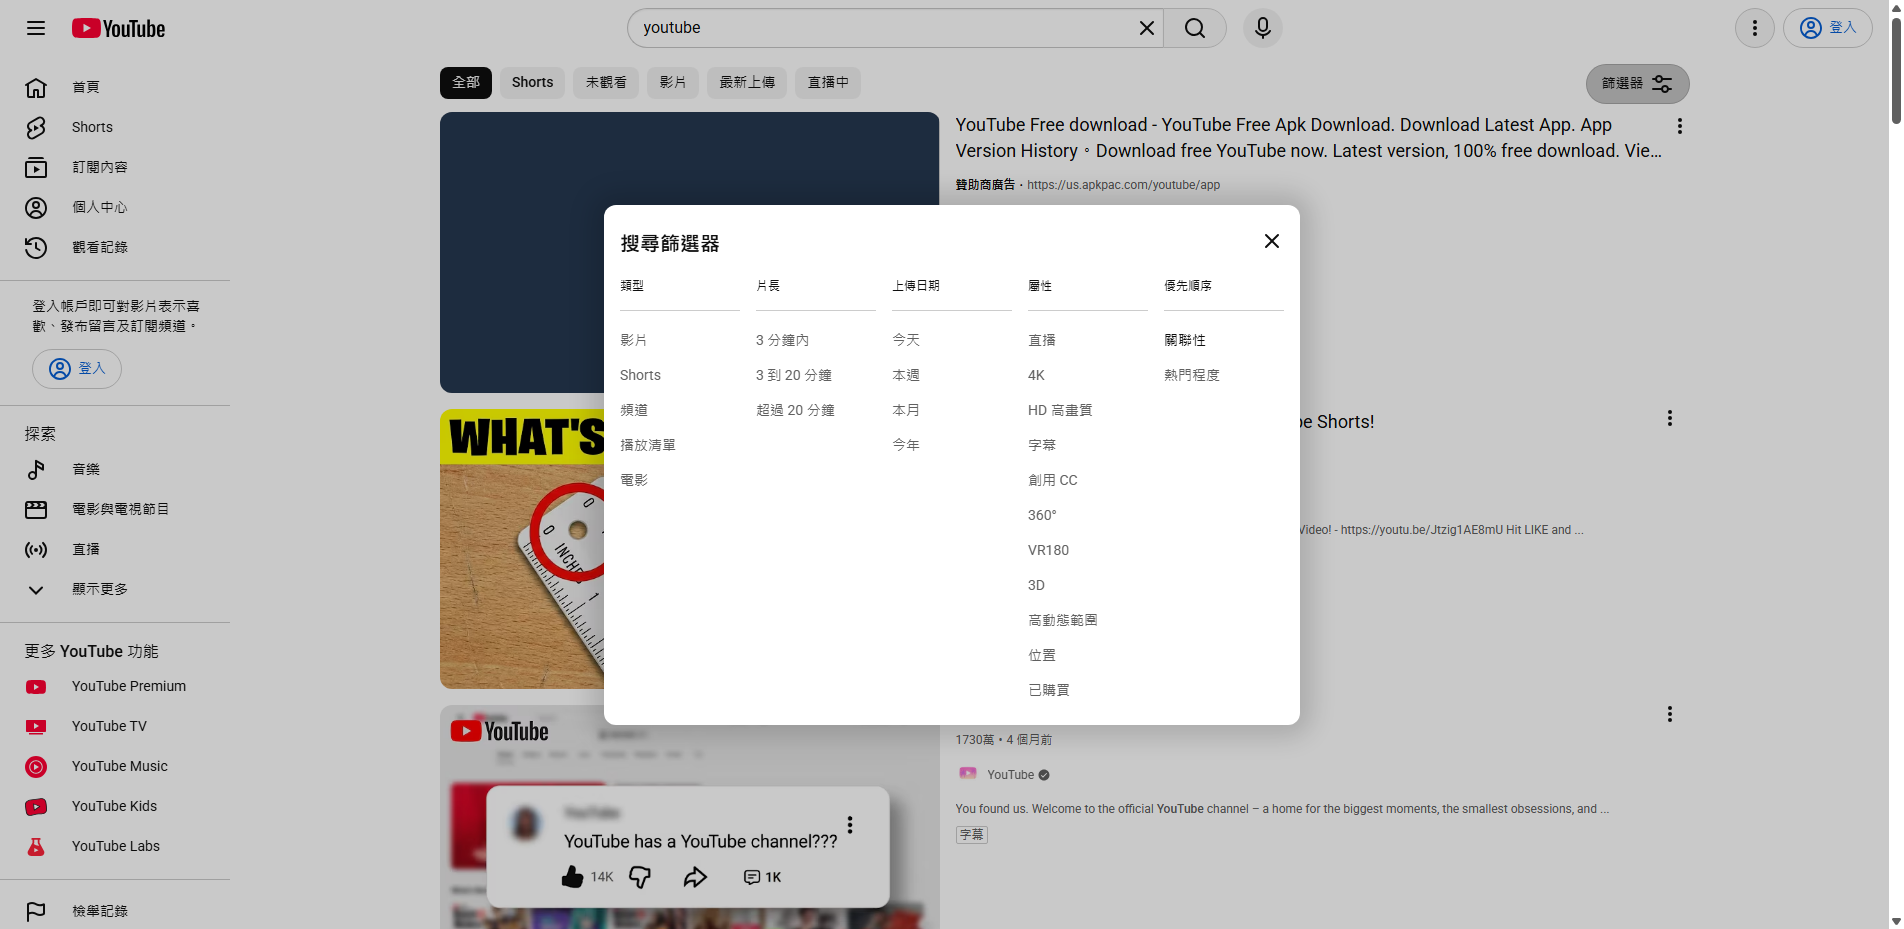 YouTube
youtube
登入
首頁
Shorts
訂閱內容
個人中心
觀看記錄
登入帳戶即可對影片表示喜
歡、發布留言及訂閱頻道。
登入
探索
音樂
電影與電視節目
直播
顯示更多
更多 YouTube 功能
YouTube Premium
YouTube TV
YouTube Music
YouTube Kids
YouTube Labs
檢舉記錄
全部
Shorts
未觀看
影片
最新上傳
直播中
篩選器
YouTube Free download - YouTube Free Apk Download. Download Latest App. App
Version History。Download free YouTube now. Latest version, 100% free download. Vie...
贊助商廣告 · https://us.apkpac.com/youtube/app
搜尋篩選器
類型
影片
Shorts
頻道
播放清單
電影
片長
3 分鐘內
3 到 20 分鐘
超過 20 分鐘
上傳日期
今天
本週
本月
今年
屬性
直播
4K
HD 高畫質
字幕
創用 CC
360°
VR180
3D
高動態範圍
位置
已購買
優先順序
關聯性
熱門程度
WHAT'S
0
0
INCHES
1
be Shorts!
Video! - https://youtu.be/Jtzig1AE8mU Hit LIKE and ...
YouTube
YouTube has a YouTube channel???
14K
1K
1730萬 • 4 個月前
YouTube
You found us. Welcome to the official YouTube channel – a home for the biggest moments, the smallest obsessions, and ...
字幕